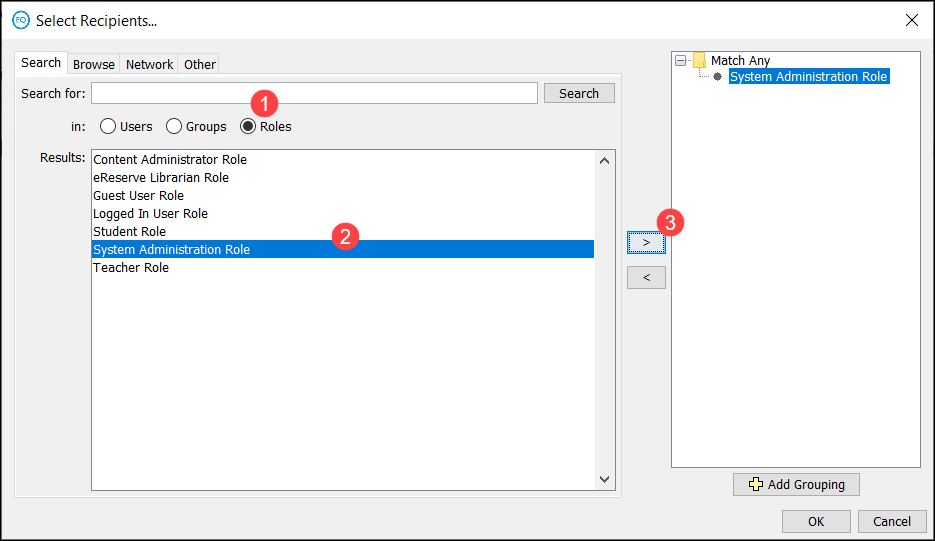 EQ Select Recipients...
Search Browse Network Other
Search for: Search
1
in: Users Groups Roles
Results:
Content Administrator Role
eReserve Librarian Role
Guest User Role
Logged In User Role
Student Role
2
System Administration Role
Teacher Role
3
>
<
Match Any
System Administration Role
Add Grouping
OK Cancel